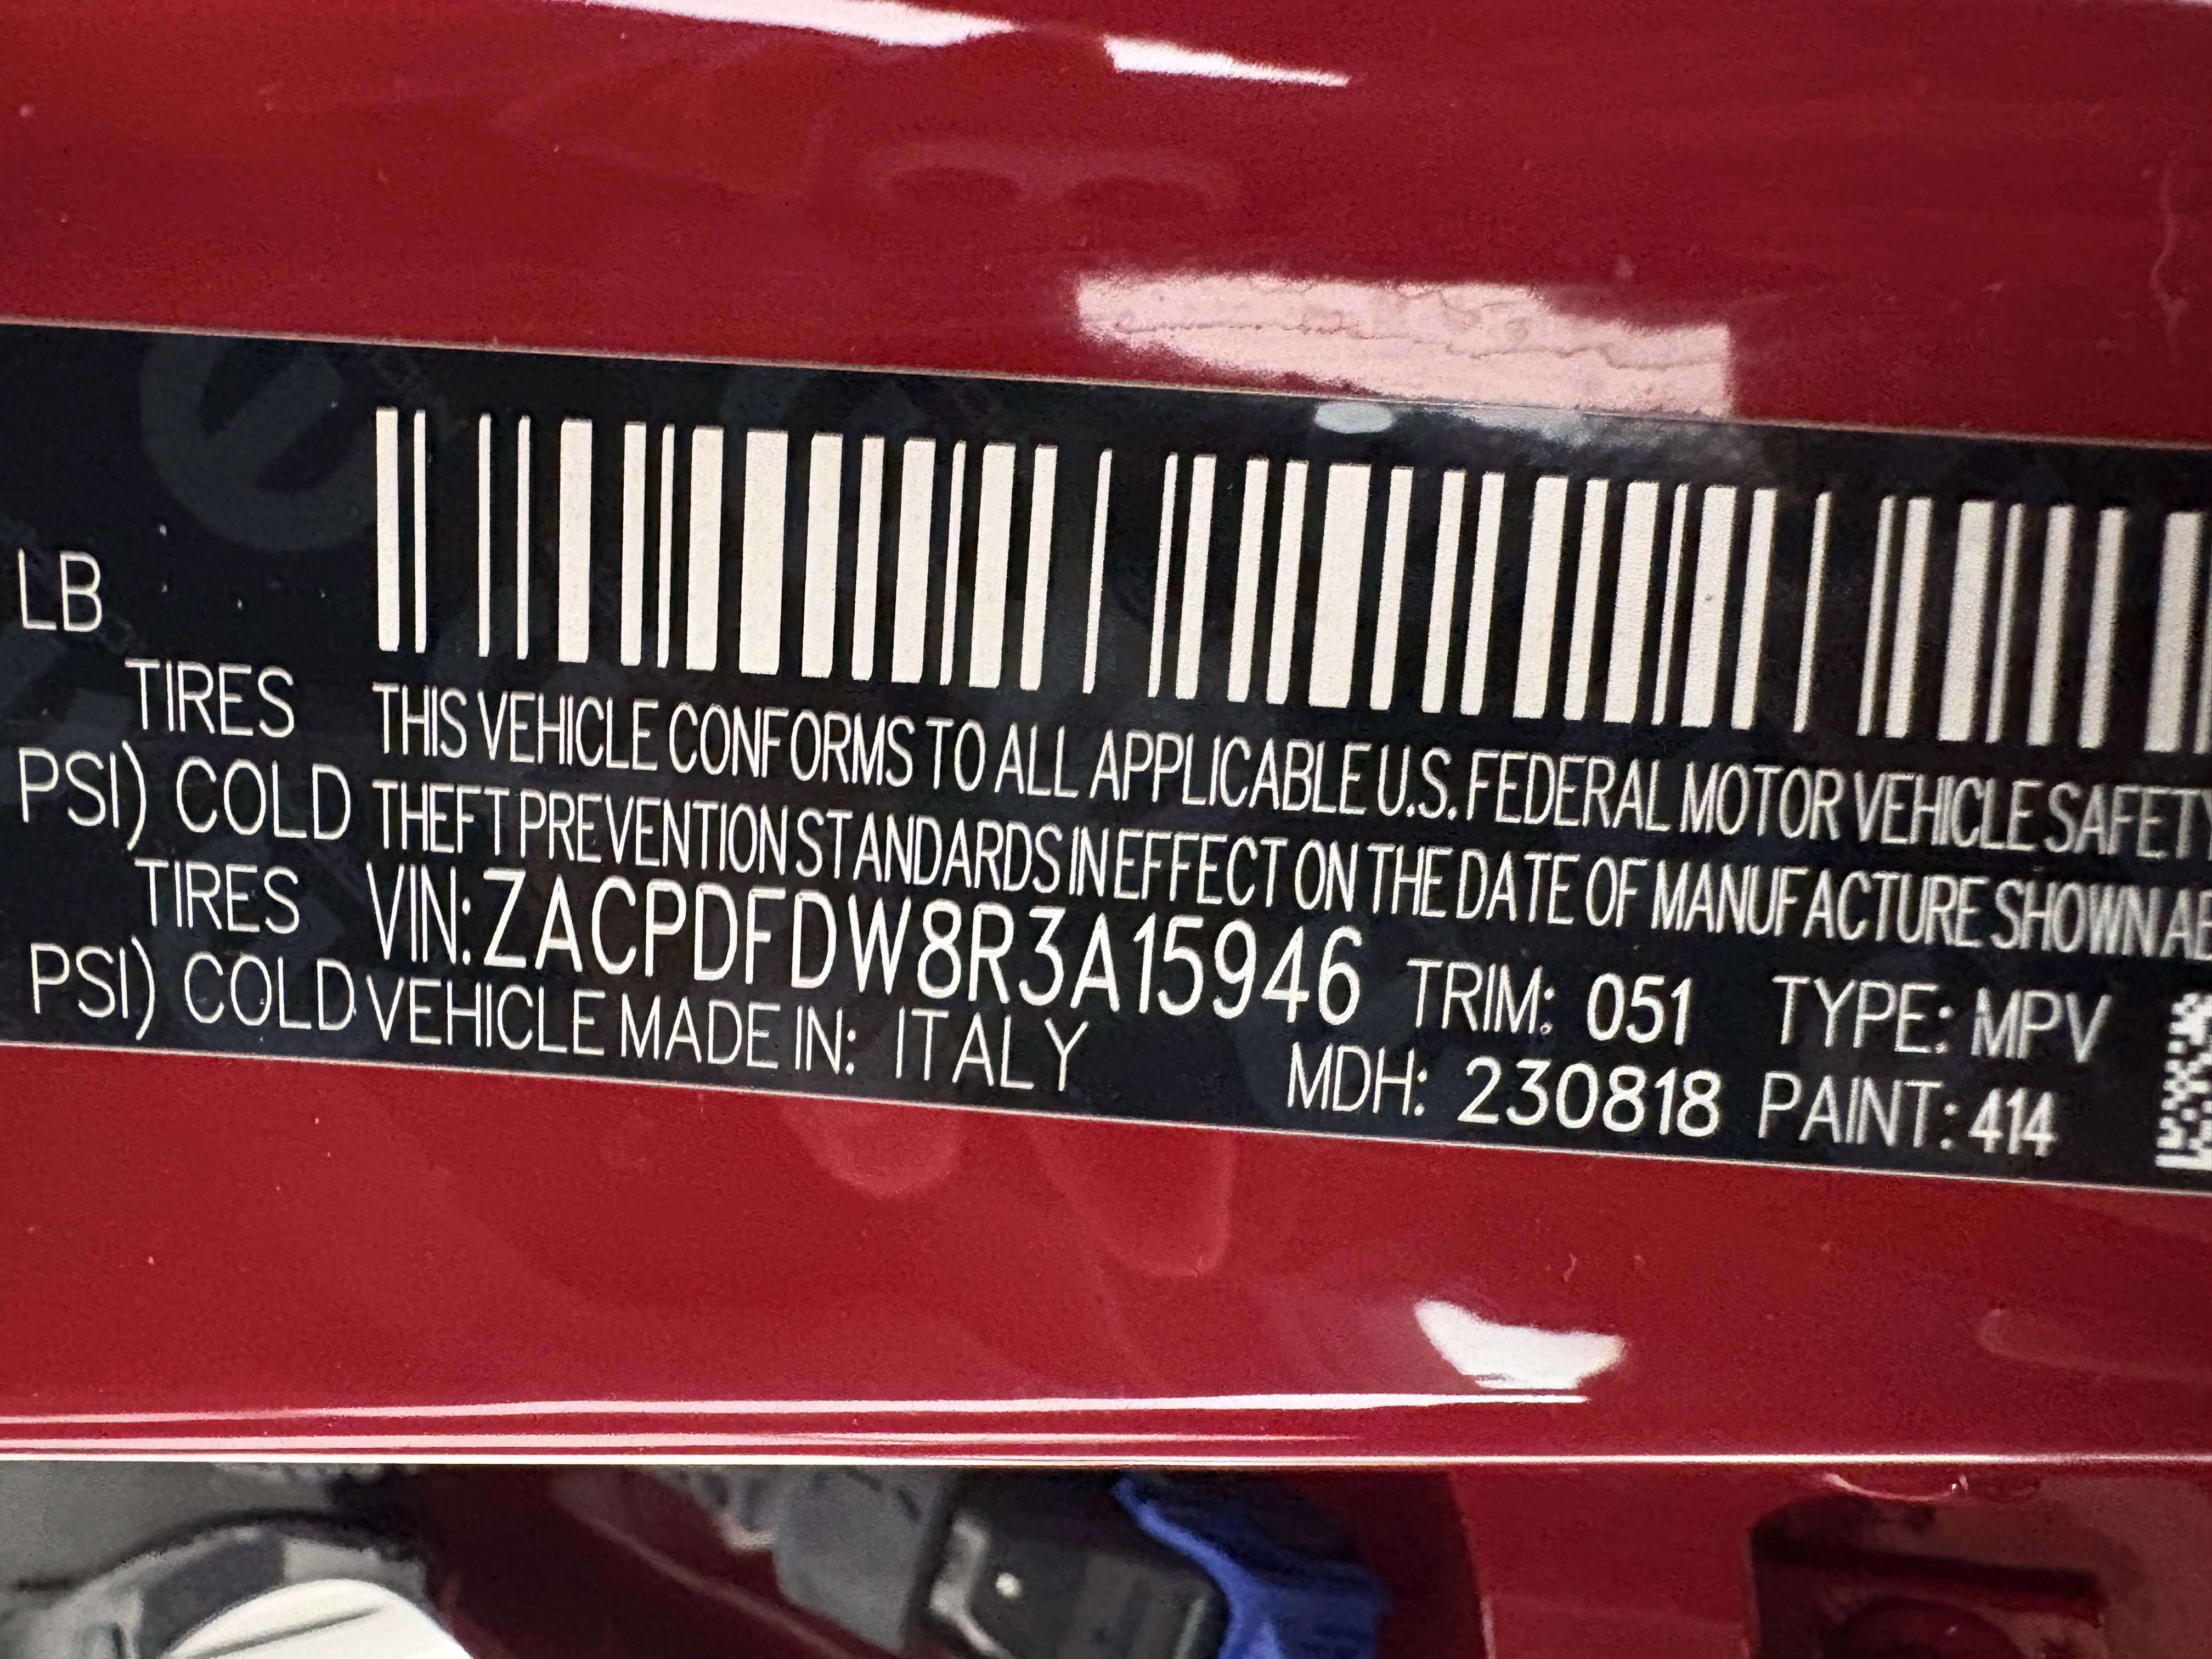 LB
TIRES
PSI) COLD
TIRES
PSI) COLD
THIS VEHICLE CONFORMS TO ALL APPLICABLE U.S. FEDERAL MOTOR VEHICLE SAFETY
THEFT PREVENTION STANDARDS IN EFFECT ON THE DATE OF MANUFACTURE SHOWN
VIN: ZACPDFDW8R3A15946 TRIM: 051 TYPE: MPV
VEHICLE MADE IN: ITALY MDH: 230818 PAINT: 414